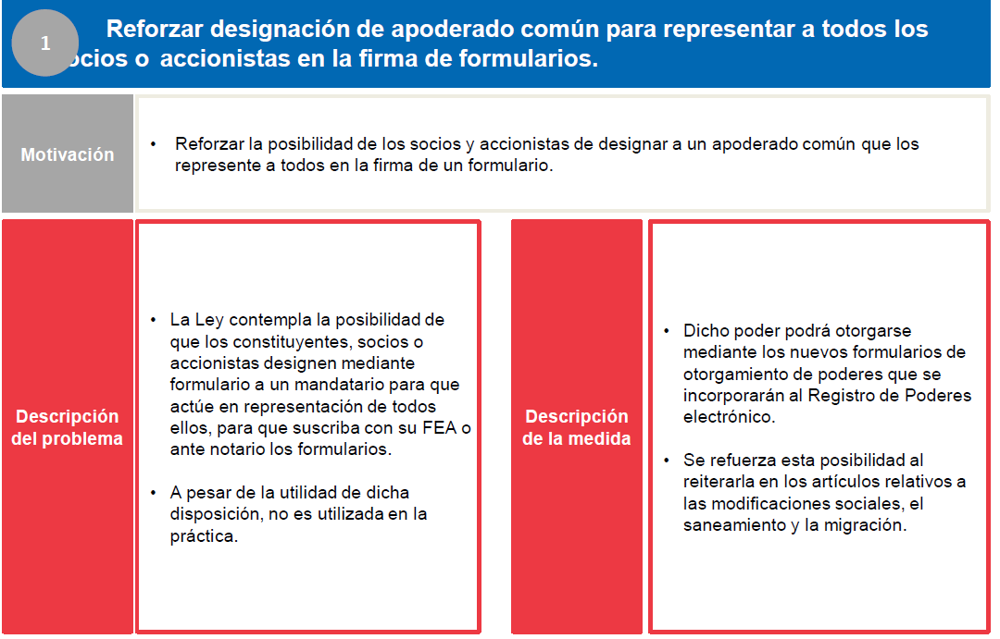 1
Reforzar designación de apoderado común para representar a todos los
ocios o accionistas en la firma de formularios.
Motivación
• Reforzar la posibilidad de los socios y accionistas de designar a un apoderado común que los
represente a todos en la firma de un formulario.
Descripción
del problema
• La Ley contempla la posibilidad de
que los constituyentes, socios o
accionistas designen mediante
formulario a un mandatario para que
actúe en representación de todos
ellos, para que suscriba con su FEA o
ante notario los formularios.
• A pesar de la utilidad de dicha
disposición, no es utilizada en la
práctica.
Descripción
de la medida
• Dicho poder podrá otorgarse
mediante los nuevos formularios de
otorgamiento de poderes que se
incorporarán al Registro de Poderes
electrónico.
• Se refuerza esta posibilidad al
reiterarla en los artículos relativos a
las modificaciones sociales, el
saneamiento y la migración.